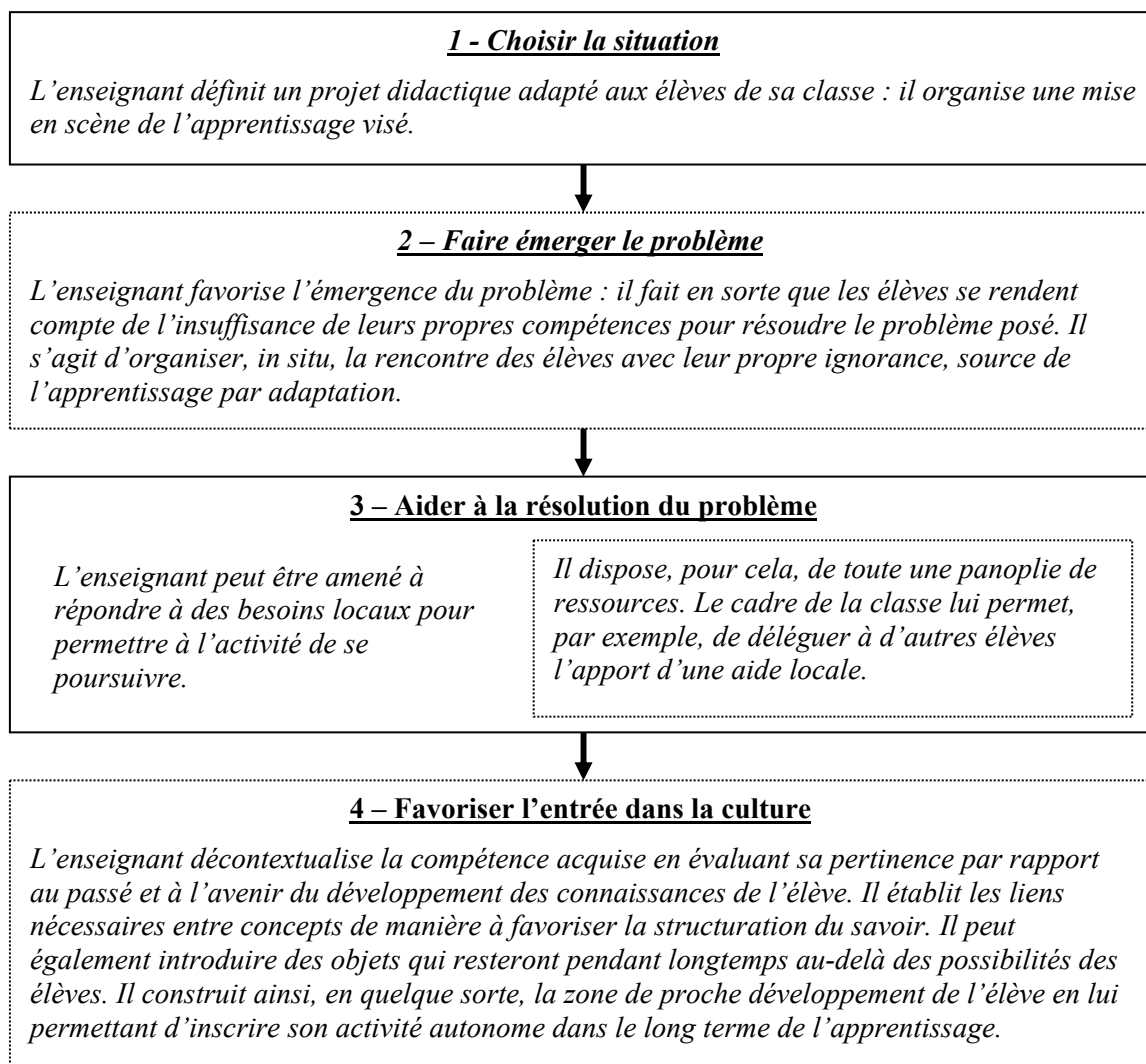 1 - Choisir la situation
L’enseignant définit un projet didactique adapté aux élèves de sa classe : il organise une mise
en scène de l’apprentissage visé.
2 – Faire émerger le problème
L’enseignant favorise l’émergence du problème : il fait en sorte que les élèves se rendent
compte de l’insuffisance de leurs propres compétences pour résoudre le problème posé. Il
s’agit d’organiser, in situ, la rencontre des élèves avec leur propre ignorance, source de
l’apprentissage par adaptation.
3 – Aider à la résolution du problème
L’enseignant peut être amené à
répondre à des besoins locaux pour
permettre à l’activité de se
poursuivre.
Il dispose, pour cela, de toute une panoplie de
ressources. Le cadre de la classe lui permet,
par exemple, de déléguer à d’autres élèves
l’apport d’une aide locale.
4 – Favoriser l’entrée dans la culture
L’enseignant décontextualise la compétence acquise en évaluant sa pertinence par rapport
au passé et à l’avenir du développement des connaissances de l’élève. Il établit les liens
nécessaires entre concepts de manière à favoriser la structuration du savoir. Il peut
également introduire des objets qui resteront pendant longtemps au-delà des possibilités des
élèves. Il construit ainsi, en quelque sorte, la zone de proche développement de l’élève en lui
permettant d’inscrire son activité autonome dans le long terme de l’apprentissage.